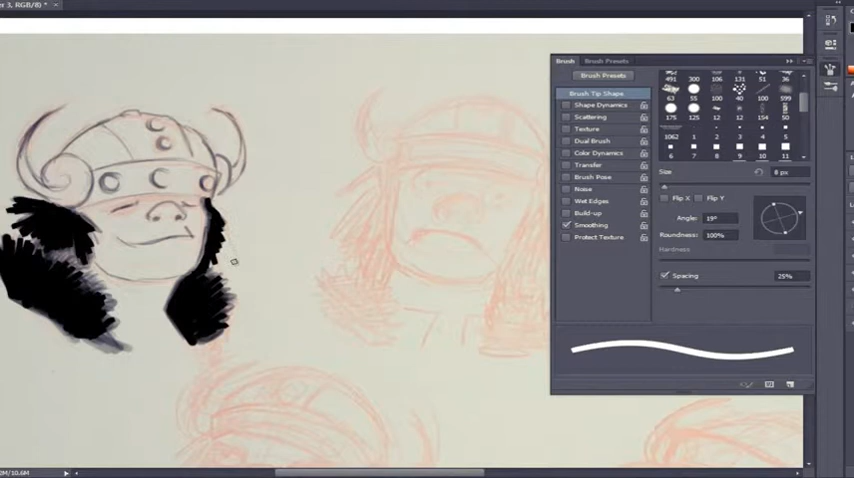 r 3, RGB/8) *
Brush
Brush Presets
Brush Presets
Brush Tip Shape
Shape Dynamics
Scattering
Texture
Dual Brush
Color Dynamics
Transfer
Brush Pose
Noise
Wet Edges
Build-up
Smoothing
Protect Texture
491 300 106 131 51 36
63 55 100 40 100 599
175 125 12 12 154 50
1062 1 2 3 4 5
6 7 8 9 10 11
Size 8 px
Flip X Flip Y
Angle: 19°
Roundness: 100%
Hardness
Spacing 25%
M/10.6M